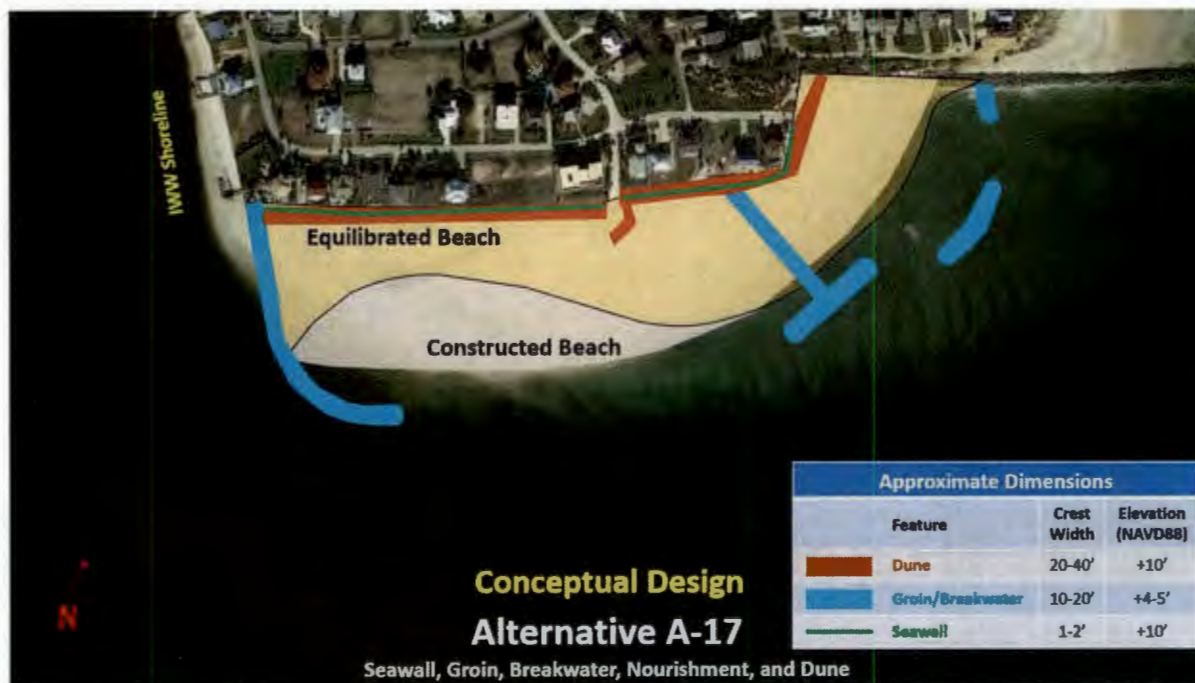 IWW Shoreline
Equilibrated Beach
Constructed Beach
N
Conceptual Design
Alternative A-17
Seawall, Groin, Breakwater, Nourishment, and Dune
Approximate Dimensions
Feature Crest Width Elevation (NAVD88)
Dune 20-40' +10'
Groin/Breakwater 10-20' +4-5'
Seawall 1-2' +10'